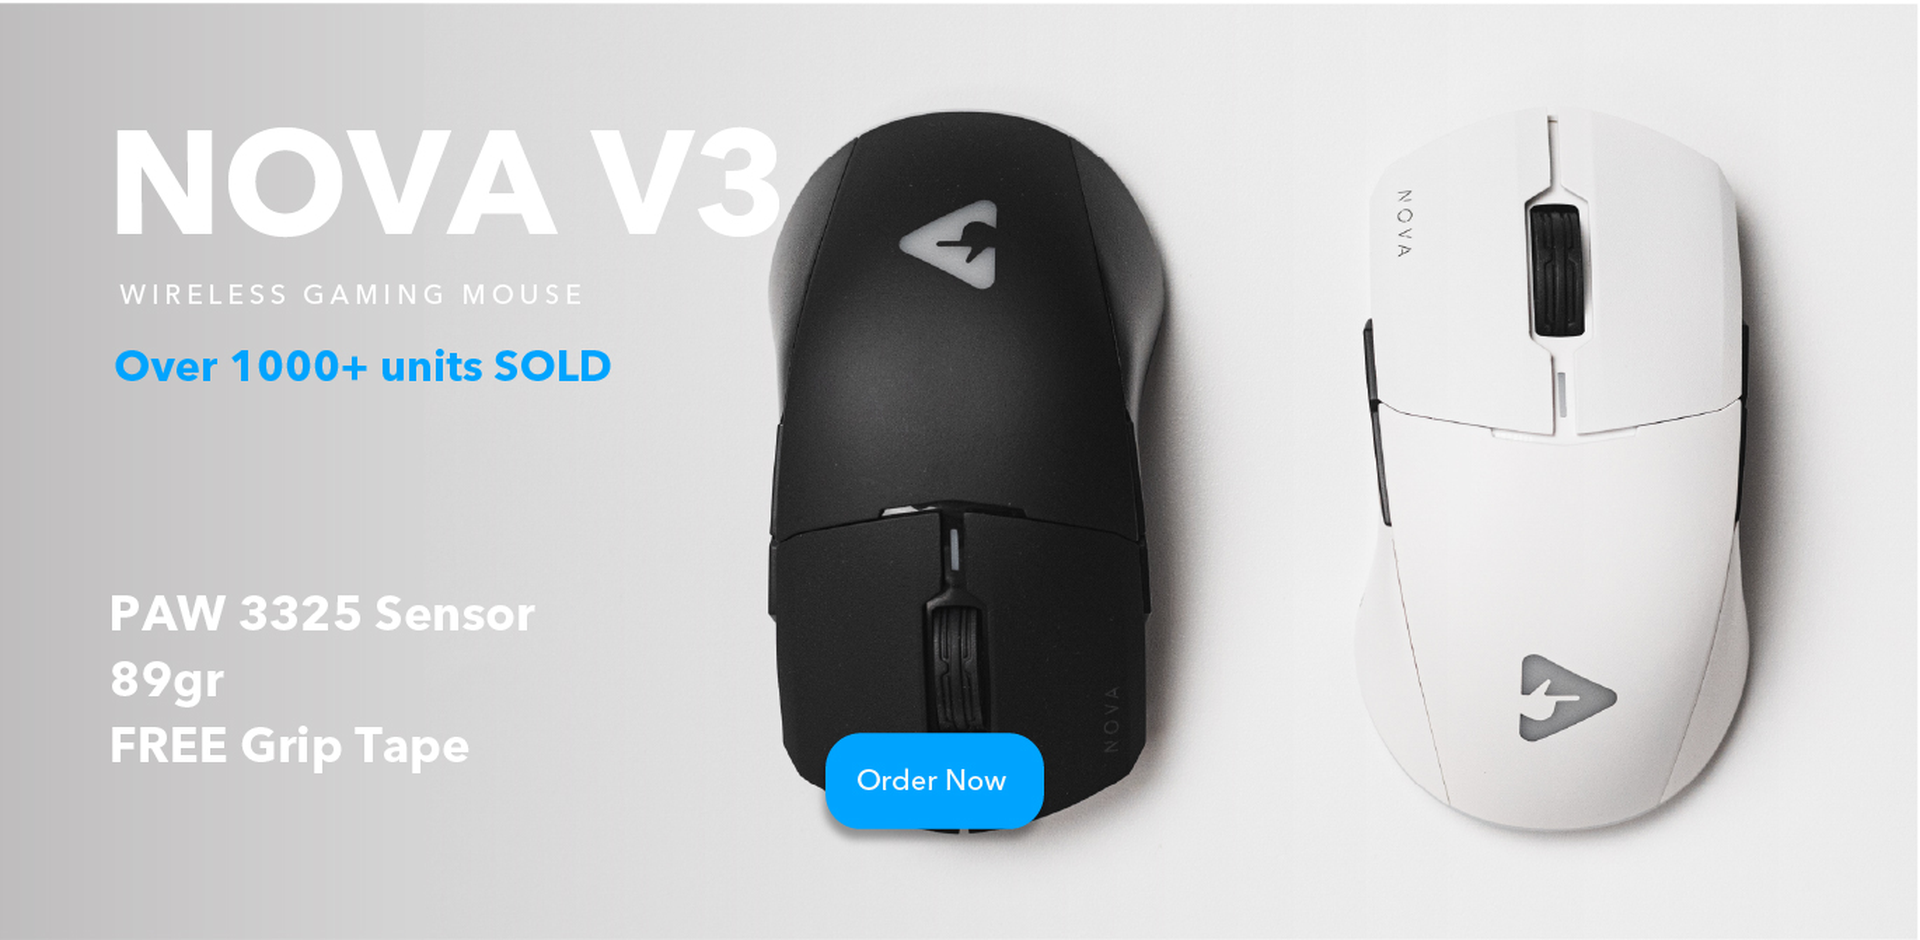 NOVA V3
WIRELESS GAMING MOUSE
Over 1000+ units SOLD
PAW 3325 Sensor
89gr
FREE Grip Tape
Order Now
NOVA
NOVA